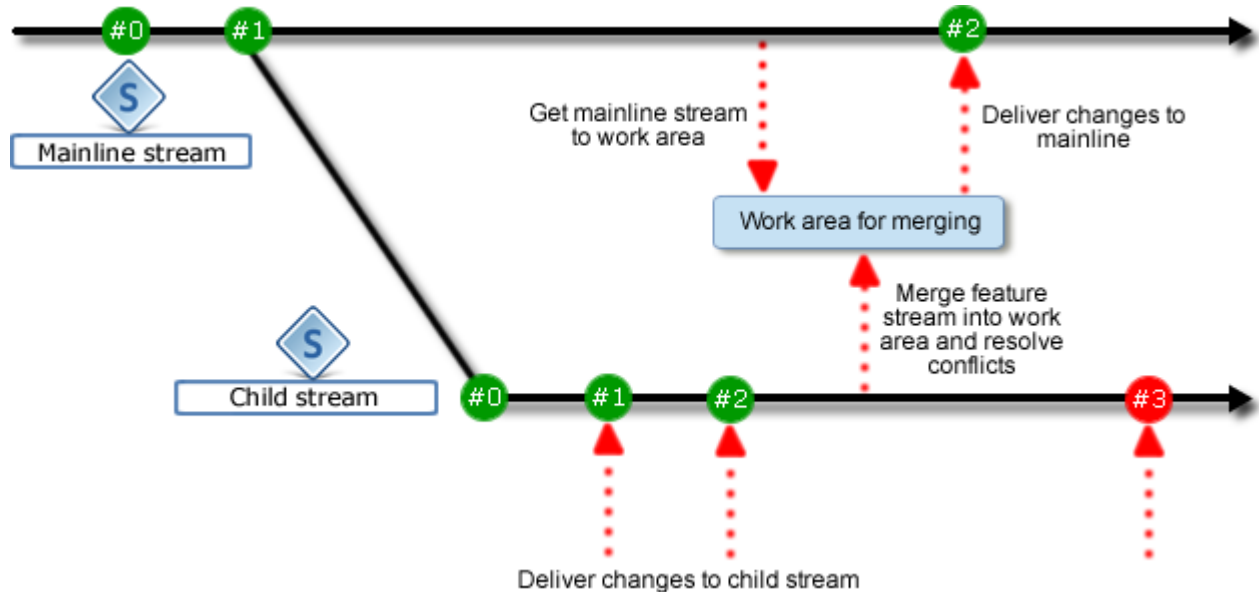 #0
#1
#2
S
Mainline stream
Get mainline stream
to work area
Deliver changes to
mainline
Work area for merging
Merge feature
stream into work
area and resolve
conflicts
S
Child stream
#0
#1
#2
#3
Deliver changes to child stream